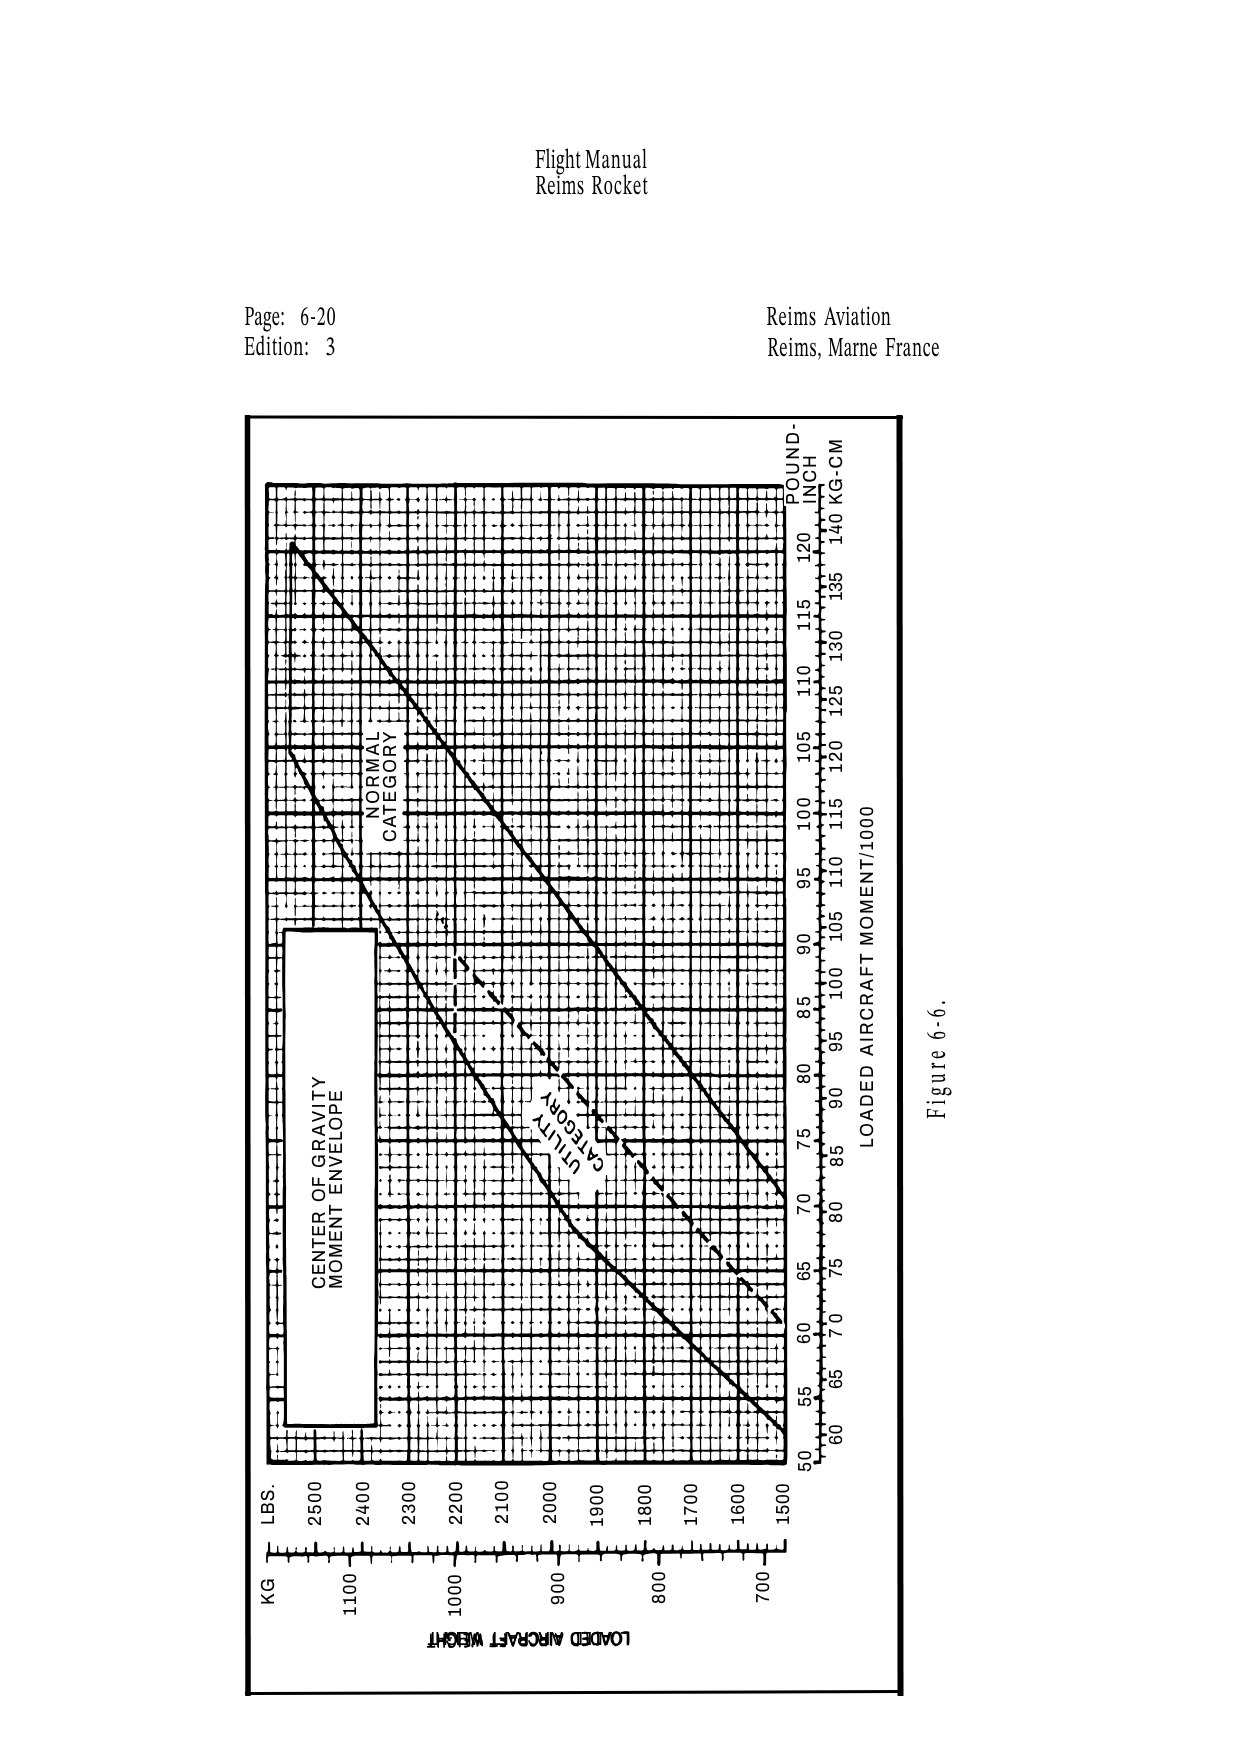 Flight Manual
Reims Rocket
Page: 6-20
Edition: 3
Reims Aviation
Reims, Marne France
CENTER OF GRAVITY
MOMENT ENVELOPE
NORMAL
CATEGORY
UTILITY
CATEGORY
LOADED AIRCRAFT WEIGHT
KG
1100
1000
900
800
700
LBS.
2500
2400
2300
2200
2100
2000
1900
1800
1700
1600
1500
50 55 60 65 70 75 80 85 90 95 100 105 110 115 120 POUND-
INCH
60 65 70 75 80 85 90 95 100 105 110 115 120 125 130 135 140 KG-CM
LOADED AIRCRAFT MOMENT/1000
Figure 6-6.